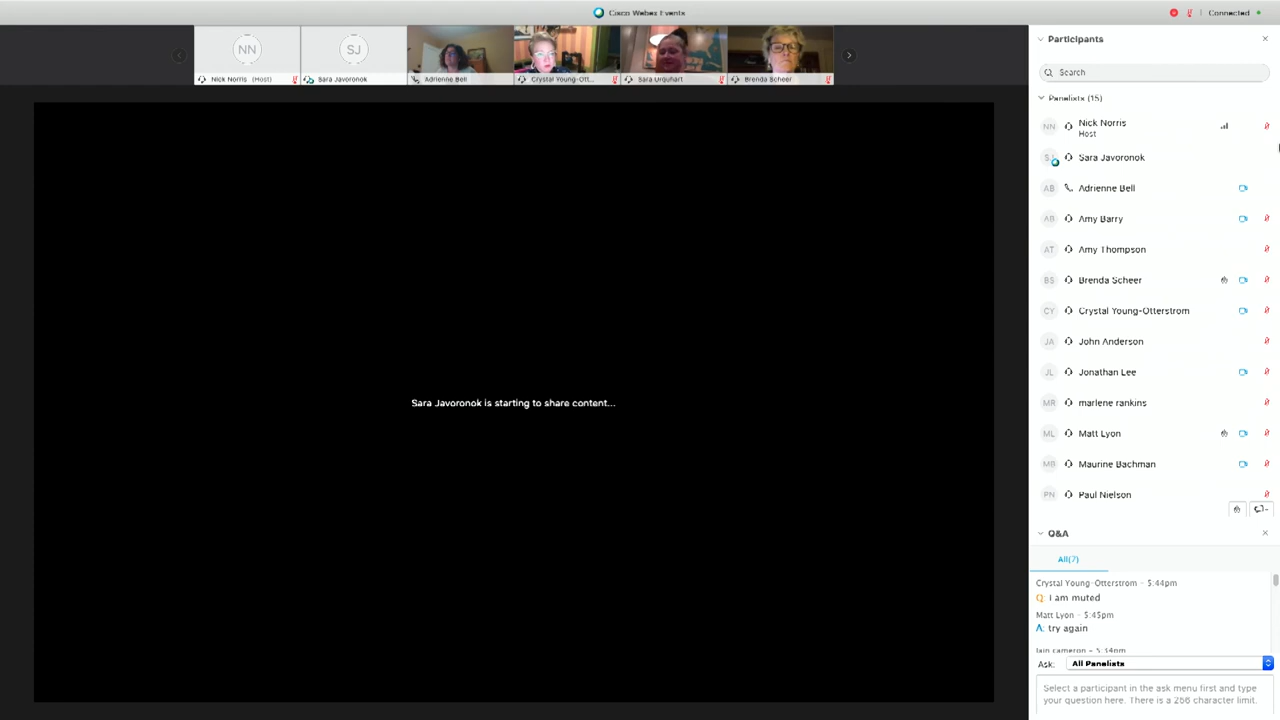 Cisco Webex Events
Connected
NN
SJ
Nick Norris (Host)
Sara Javoronok
Adrienne Bell
Crystal Young-Ott...
Sara Urquhart
Brenda Scheer
Sara Javoronok is starting to share content...
Participants
Search
Panelists (15)
NN Nick Norris
Host
SJ Sara Javoronok
AB Adrienne Bell
AB Amy Barry
AT Amy Thompson
BS Brenda Scheer
CY Crystal Young-Otterstrom
JA John Anderson
JL Jonathan Lee
MR marlene rankins
ML Matt Lyon
MB Maurine Bachman
PN Paul Nielson
Q&A
All(7)
Crystal Young-Otterstrom - 5:44pm
Q: I am muted
Matt Lyon - 5:45pm
A: try again
Iain cameron - 5:34pm
Ask: All Panelists
Select a participant in the ask menu first and type
your question here. There is a 256 character limit.